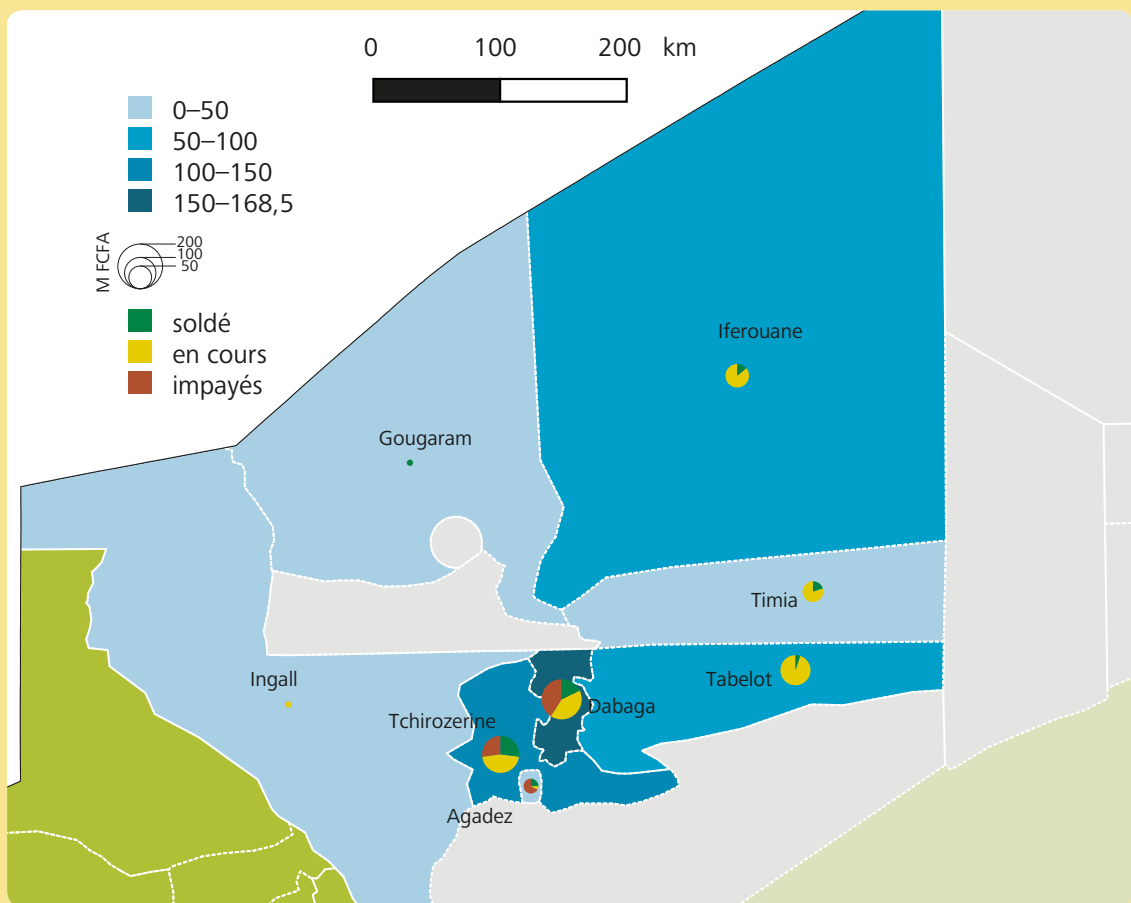 0 100 200 km
0–50
50–100
100–150
150–168,5
M FCFA
200
100
50
soldé
en cours
impayés
Iferouane
Gougaram
Timia
Ingall
Tabelot
Tchirozerine
Dabaga
Agadez